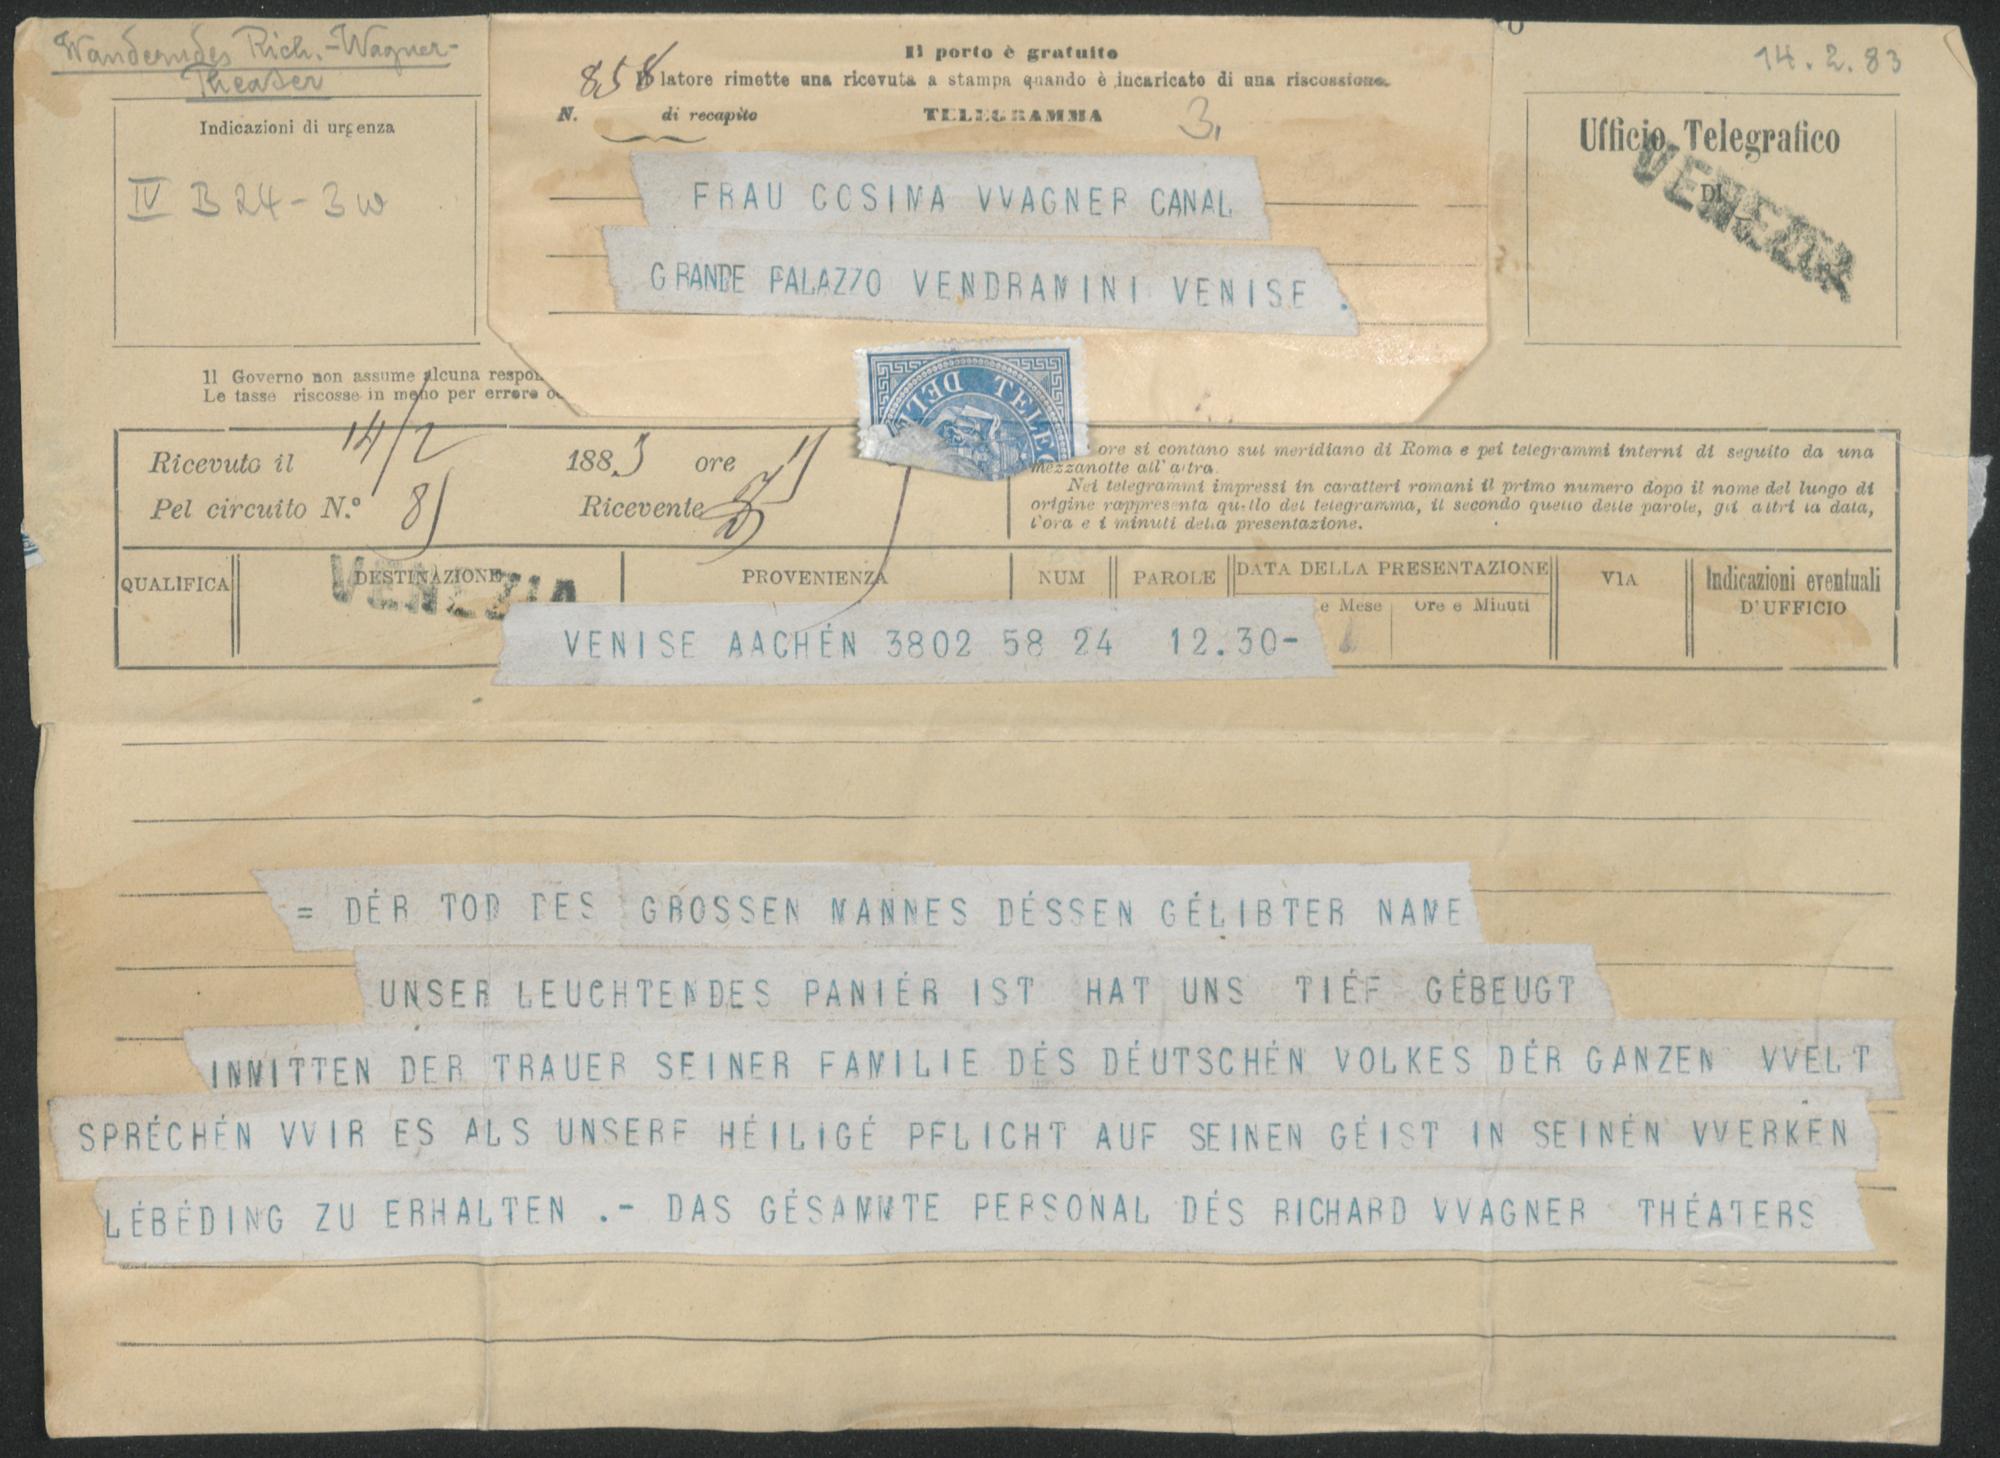 Wanderndes Rich.-Wagner-
Theater
14. 2. 83
Il porto è gratuito
858
latore rimette una ricevuta a stampa quando è incaricato di una riscossione.
N. di recapito TELEGRAMMA 3,
Indicazioni di urgenza
IV B 24-3w
Ufficio Telegrafico
DI
VENEZIA
FRAU COSIMA VVAGNER CANAL
GRANDE PALAZZO VENDRAMINI VENISE .
Il Governo non assume alcuna respon
Le tasse riscosse in meno per errore o
TELEG
Ricevuto il 14/2 1883 ore
Pel circuito N.° 81 Ricevente
ore si contano sul meridiano di Roma e pei telegrammi interni di seguito da una
mezzanotte all'altra.
Nei telegrammi impressi in caratteri romani il primo numero dopo il nome del luogo di
origine rappresenta quello del telegramma, il secondo quello delle parole, gli altri la data,
l'ora e i minuti della presentazione.
QUALIFICA DESTINAZIONE PROVENIENZA NUM PAROLE DATA DELLA PRESENTAZIONE VIA Indicazioni eventuali
D'UFFICIO
e Mese Ore e Minuti
VENEZIA
VENISE AACHÉN 3802 58 24 12.30-
= DÉR TOD DES GROSSEN MANNES DÉSSEN GÉLIBTER NAME
UNSER LEUCHTENDES PANIÉR IST HAT UNS TIÉF GÉBEUGT
INMITTEN DER TRAUER SEINER FAMILIE DÉS DÉUTSCHÉN VOLKES DÉR GANZEN VVELT
SPRÉCHÉN VVIR ES ALS UNSERE HÉILIGÉ PFLICHT AUF SEINEN GÉIST IN SEINÉN VVERKEN
LÉBÉDING ZU ERHALTEN .- DAS GÉSAMMTE PERSONAL DÉS RICHARD VVAGNER THÉATERS